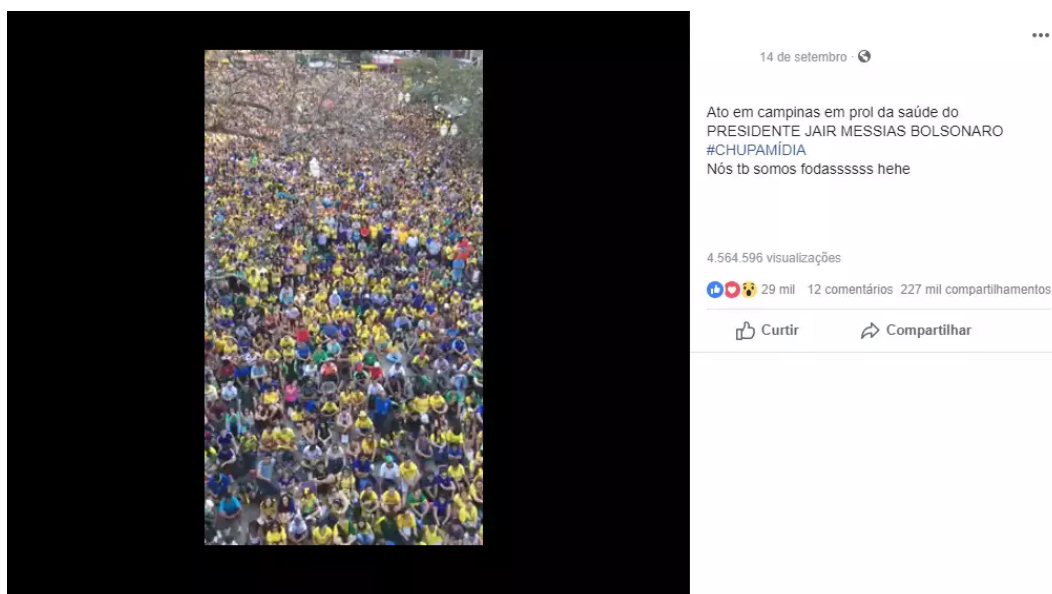 14 de setembro ·
Ato em campinas em prol da saúde do
PRESIDENTE JAIR MESSIAS BOLSONARO
#CHUPAMÍDIA
Nós tb somos fodassssss hehe
4.564.596 visualizações
29 mil 12 comentários 227 mil compartilhamentos
Curtir Compartilhar